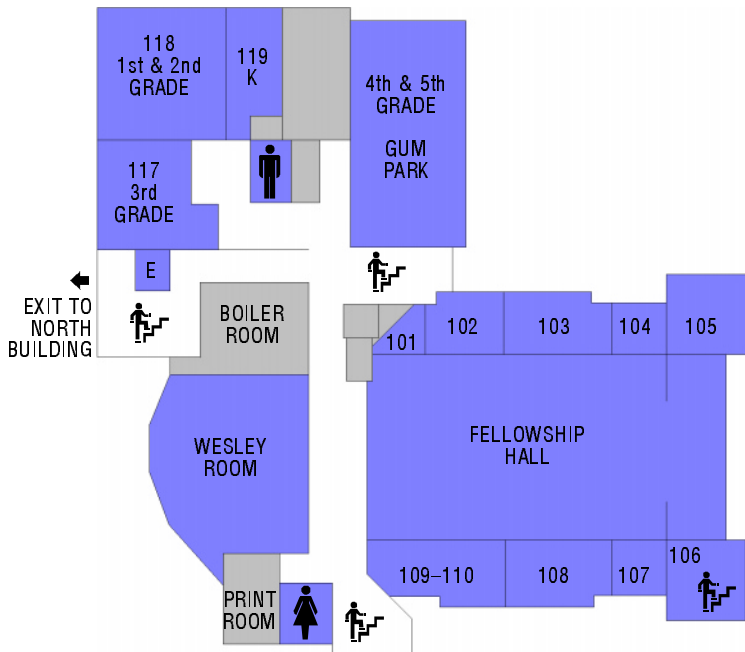 118
1st & 2nd
GRADE
119
K
4th & 5th
GRADE
GUM
PARK
117
3rd
GRADE
E
EXIT TO
NORTH
BUILDING
BOILER
ROOM
101
102
103
104
105
WESLEY
ROOM
FELLOWSHIP
HALL
PRINT
ROOM
109–110
108
107
106